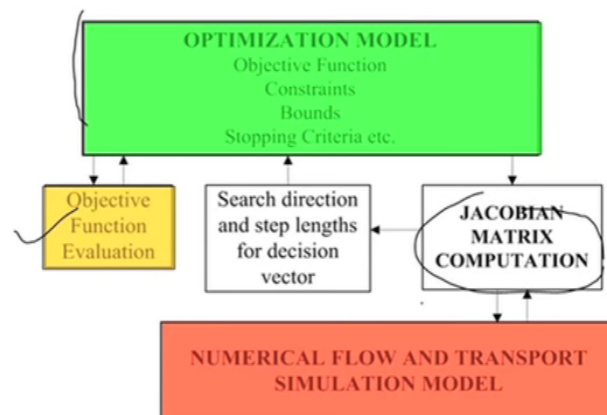 OPTIMIZATION MODEL
Objective Function
Constraints
Bounds
Stopping Criteria etc.
Objective
Function
Evaluation
Search direction
and step lengths
for decision
vector
JACOBIAN
MATRIX
COMPUTATION
NUMERICAL FLOW AND TRANSPORT
SIMULATION MODEL